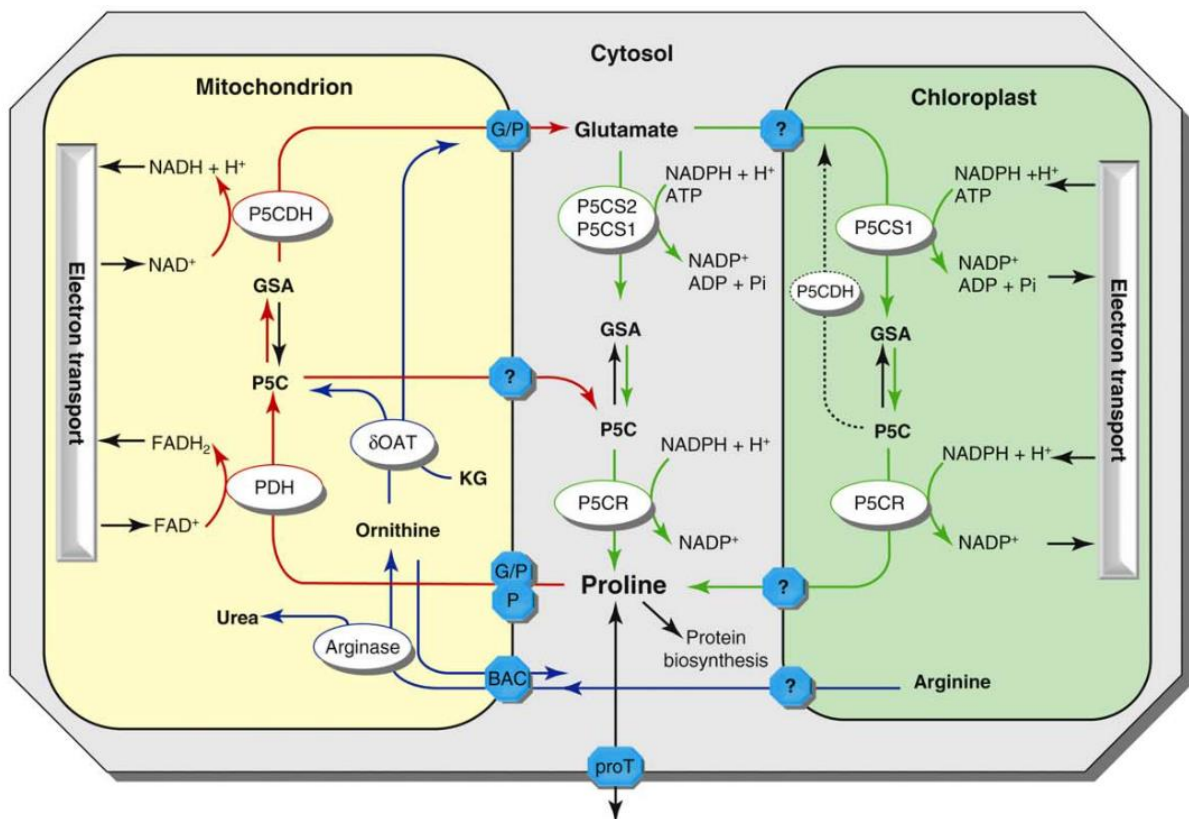 Cytosol
Mitochondrion
Electron transport
NADH + H⁺
NAD⁺
P5CDH
GSA
P5C
FADH₂
FAD⁺
PDH
δOAT
KG
Ornithine
Urea
Arginase
G/P
?
G/P
P
BAC
Glutamate
P5CS2
P5CS1
NADPH + H⁺
ATP
NADP⁺
ADP + Pi
GSA
P5C
NADPH + H⁺
P5CR
NADP⁺
Proline
Protein
biosynthesis
proT
Chloroplast
?
P5CDH
P5CS1
NADPH +H⁺
ATP
NADP⁺
ADP + Pi
GSA
P5C
NADPH + H⁺
P5CR
NADP⁺
?
?
Arginine
Electron transport